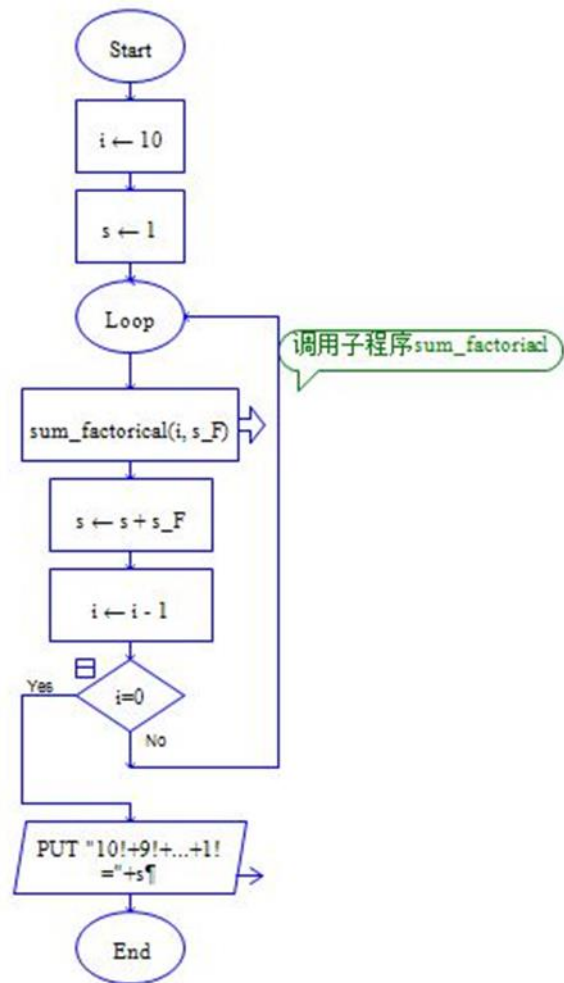 Start
i ← 10
s ← 1
Loop
调用子程序sum_factoriacl
sum_factorical(i, s_F)
s ← s + s_F
i ← i - 1
i=0
Yes
No
PUT "10!+9!+...+1!
="+s¶
End